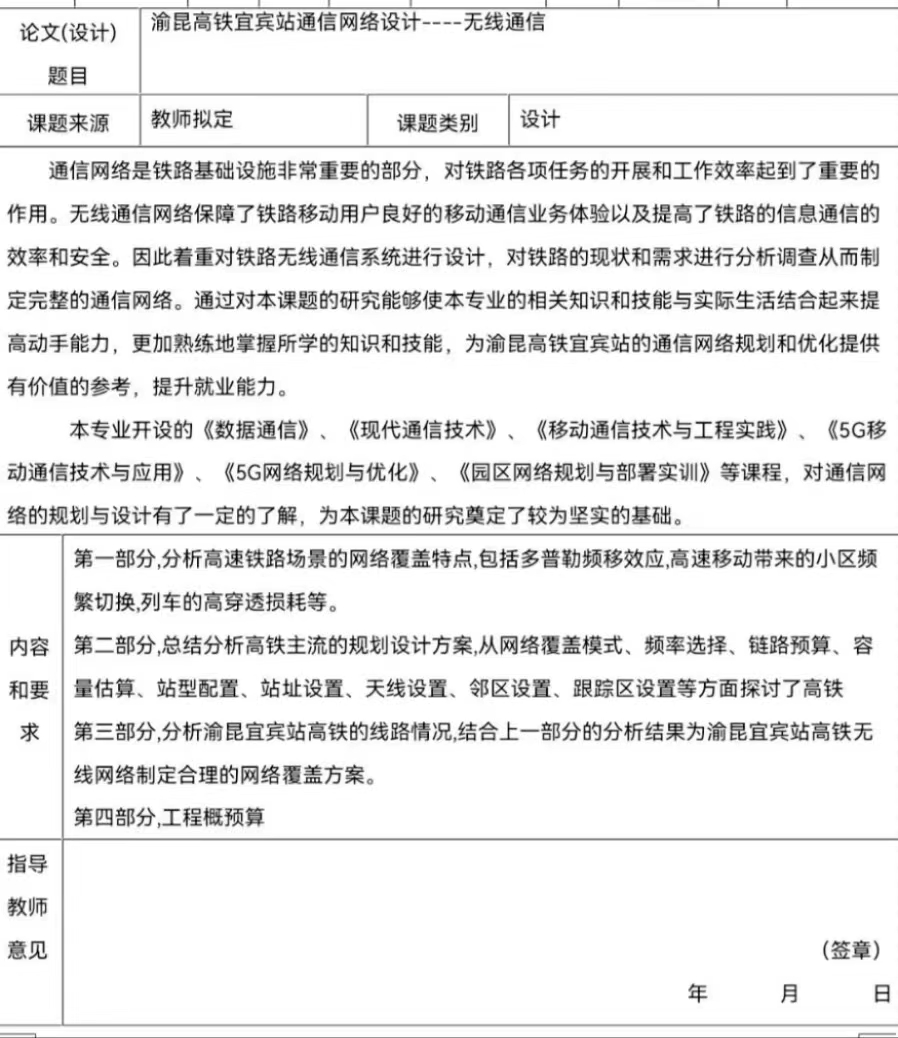 论文(设计)
题目
渝昆高铁宜宾站通信网络设计----无线通信
课题来源
教师拟定
课题类别
设计
通信网络是铁路基础设施非常重要的部分，对铁路各项任务的开展和工作效率起到了重要的
作用。无线通信网络保障了铁路移动用户良好的移动通信业务体验以及提高了铁路的信息通信的
效率和安全。因此着重对铁路无线通信系统进行设计，对铁路的现状和需求进行分析调查从而制
定完整的通信网络。通过对本课题的研究能够使本专业的相关知识和技能与实际生活结合起来提
高动手能力，更加熟练地掌握所学的知识和技能，为渝昆高铁宜宾站的通信网络规划和优化提供
有价值的参考，提升就业能力。
本专业开设的《数据通信》、《现代通信技术》、《移动通信技术与工程实践》、《5G移
动通信技术与应用》、《5G网络规划与优化》、《园区网络规划与部署实训》等课程，对通信网
络的规划与设计有了一定的了解，为本课题的研究奠定了较为坚实的基础。
内容
和要
求
第一部分,分析高速铁路场景的网络覆盖特点,包括多普勒频移效应,高速移动带来的小区频
繁切换,列车的高穿透损耗等。
第二部分,总结分析高铁主流的规划设计方案,从网络覆盖模式、频率选择、链路预算、容
量估算、站型配置、站址设置、天线设置、邻区设置、跟踪区设置等方面探讨了高铁
第三部分,分析渝昆宜宾站高铁的线路情况,结合上一部分的分析结果为渝昆宜宾站高铁无
线网络制定合理的网络覆盖方案。
第四部分,工程概预算
指导
教师
意见
（签章）
年 月 日